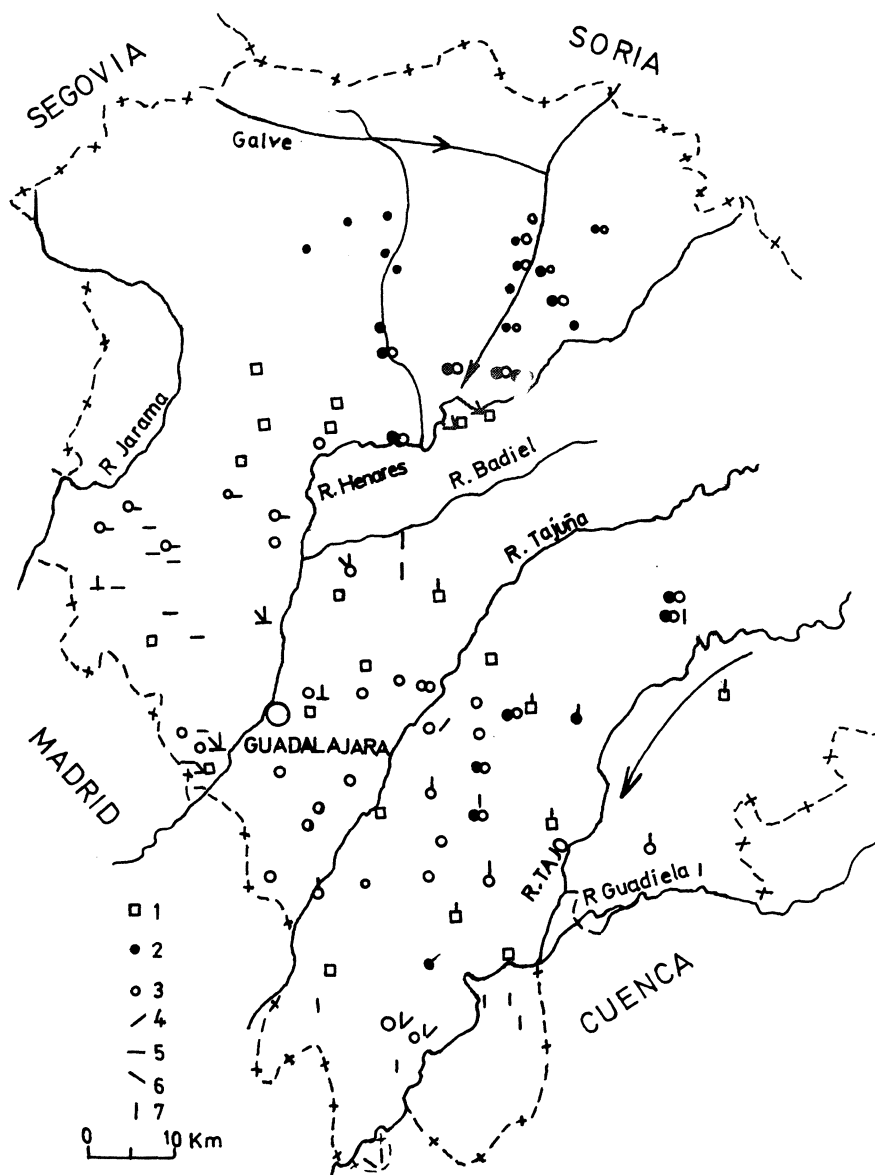 SEGOVIA
SORIA
Galve
R. Jarama
R. Henares
R. Badiel
R. Tajuña
GUADALAJARA
MADRID
R. TAJO
R Guadiela
CUENCA
1
2
3
4
5
6
7
0 10 Km